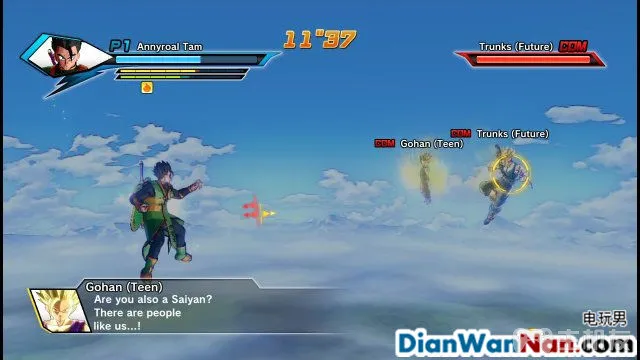 P1 Annyroal Tam
11"37
Trunks (Future) COM
COM Trunks (Future)
COM Gohan (Teen)
Gohan (Teen)
Are you also a Saiyan?
There are people
like us...!
电玩男
DianWanNan.com